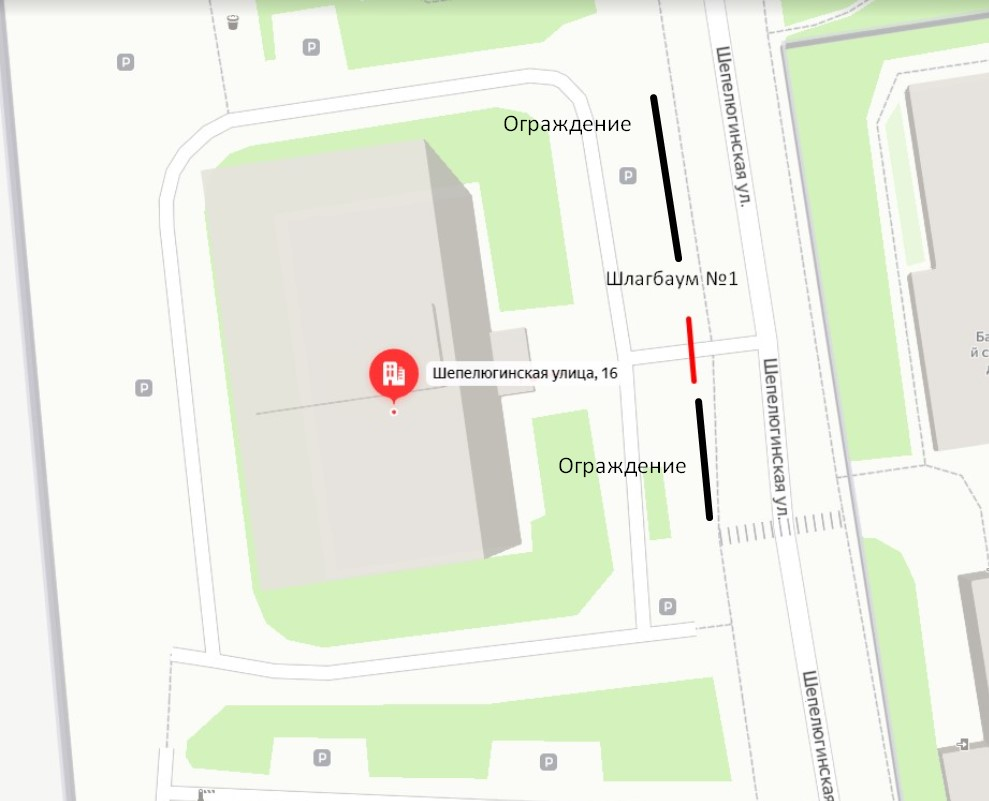 P
P
Шепелюгинская ул.
Ограждение
P
Шлагбаум №1
Шепелюгинская улица, 16
P
Шепелюгинская ул.
Ограждение
P
Шепелюгинская
P
P